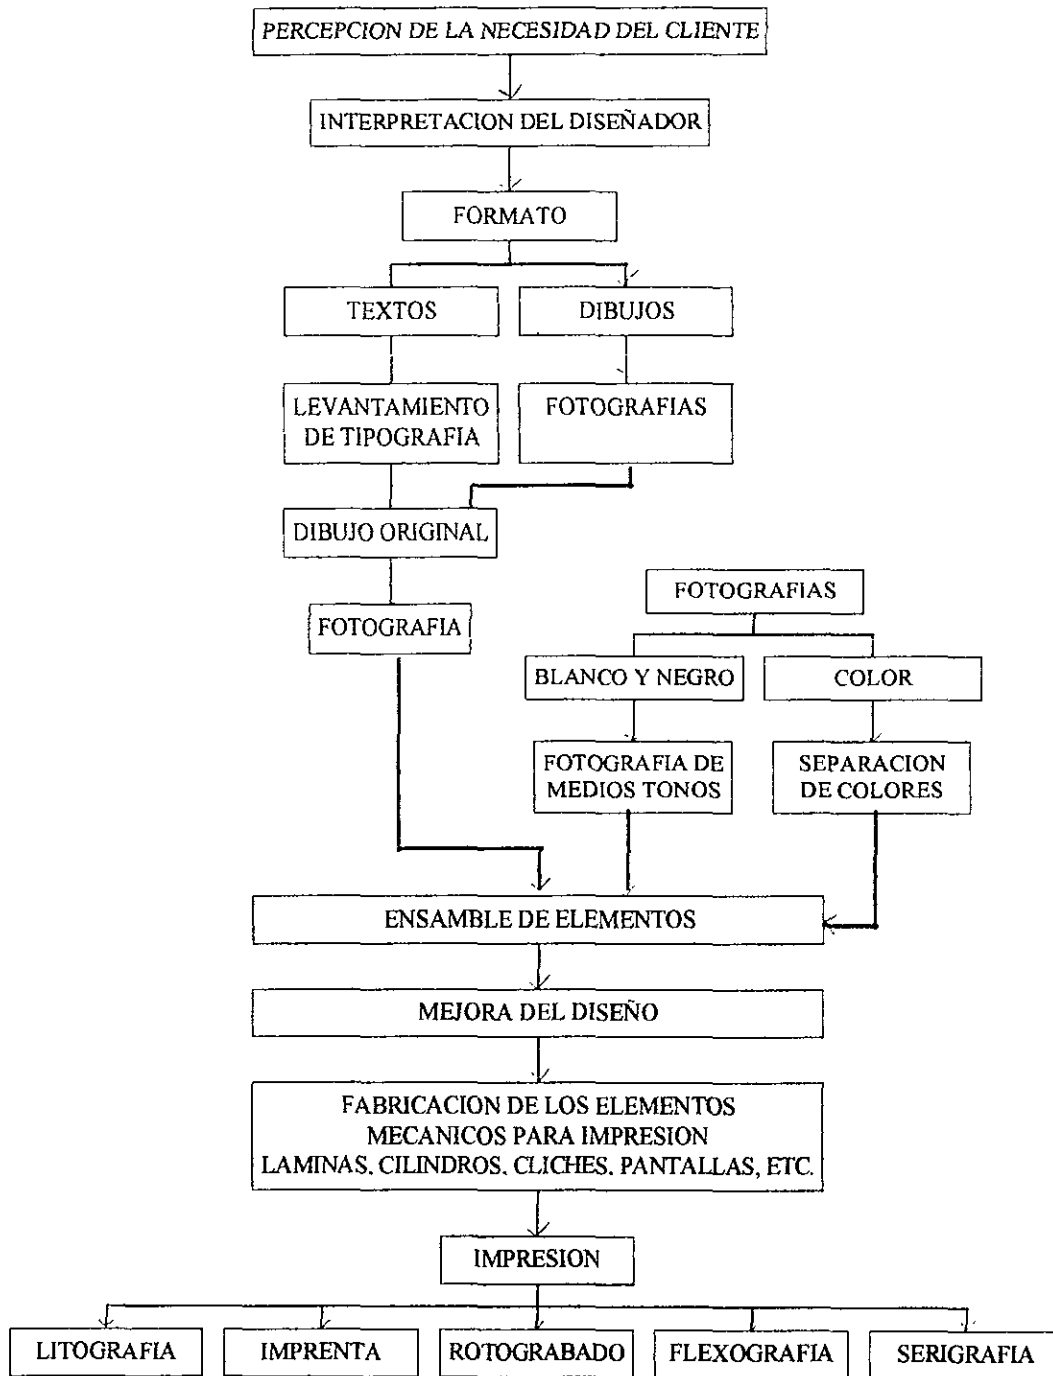 PERCEPCION DE LA NECESIDAD DEL CLIENTE
INTERPRETACION DEL DISEÑADOR
FORMATO
TEXTOS
DIBUJOS
LEVANTAMIENTO
DE TIPOGRAFIA
FOTOGRAFIAS
DIBUJO ORIGINAL
FOTOGRAFIA
FOTOGRAFIAS
BLANCO Y NEGRO
COLOR
FOTOGRAFIA DE
MEDIOS TONOS
SEPARACION
DE COLORES
ENSAMBLE DE ELEMENTOS
MEJORA DEL DISEÑO
FABRICACION DE LOS ELEMENTOS
MECANICOS PARA IMPRESION
LAMINAS, CILINDROS, CLICHES, PANTALLAS, ETC.
IMPRESION
LITOGRAFIA
IMPRENTA
ROTOGRABADO
FLEXOGRAFIA
SERIGRAFIA